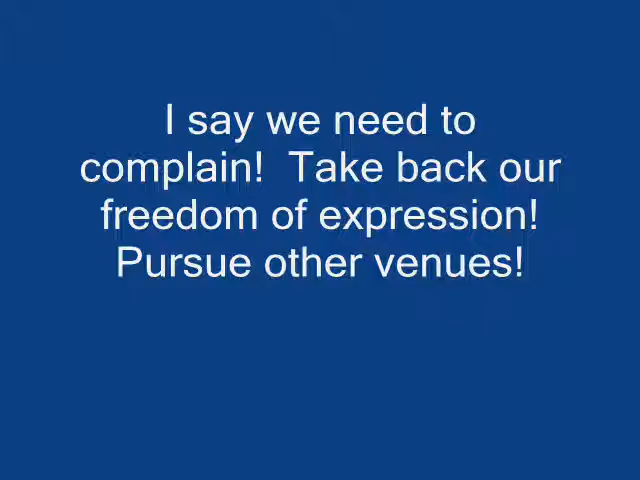 I say we need to
complain!  Take back our
freedom of expression!
Pursue other venues!